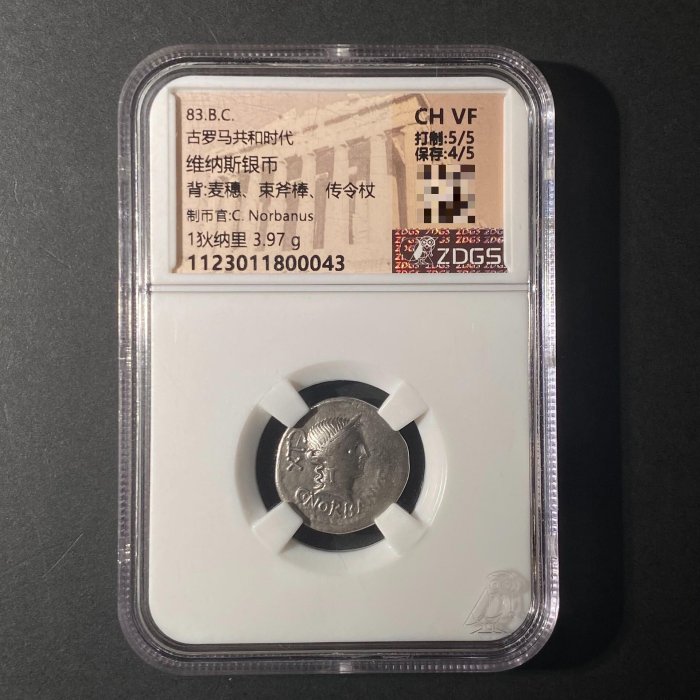 83.B.C.
古罗马共和时代
维纳斯银币
背:麦穗、束斧棒、传令杖
制币官:C. Norbanus
1狄纳里 3.97 g
1123011800043
CH VF
打制:5/5
保存:4/5
ZDGS
C·NORBA